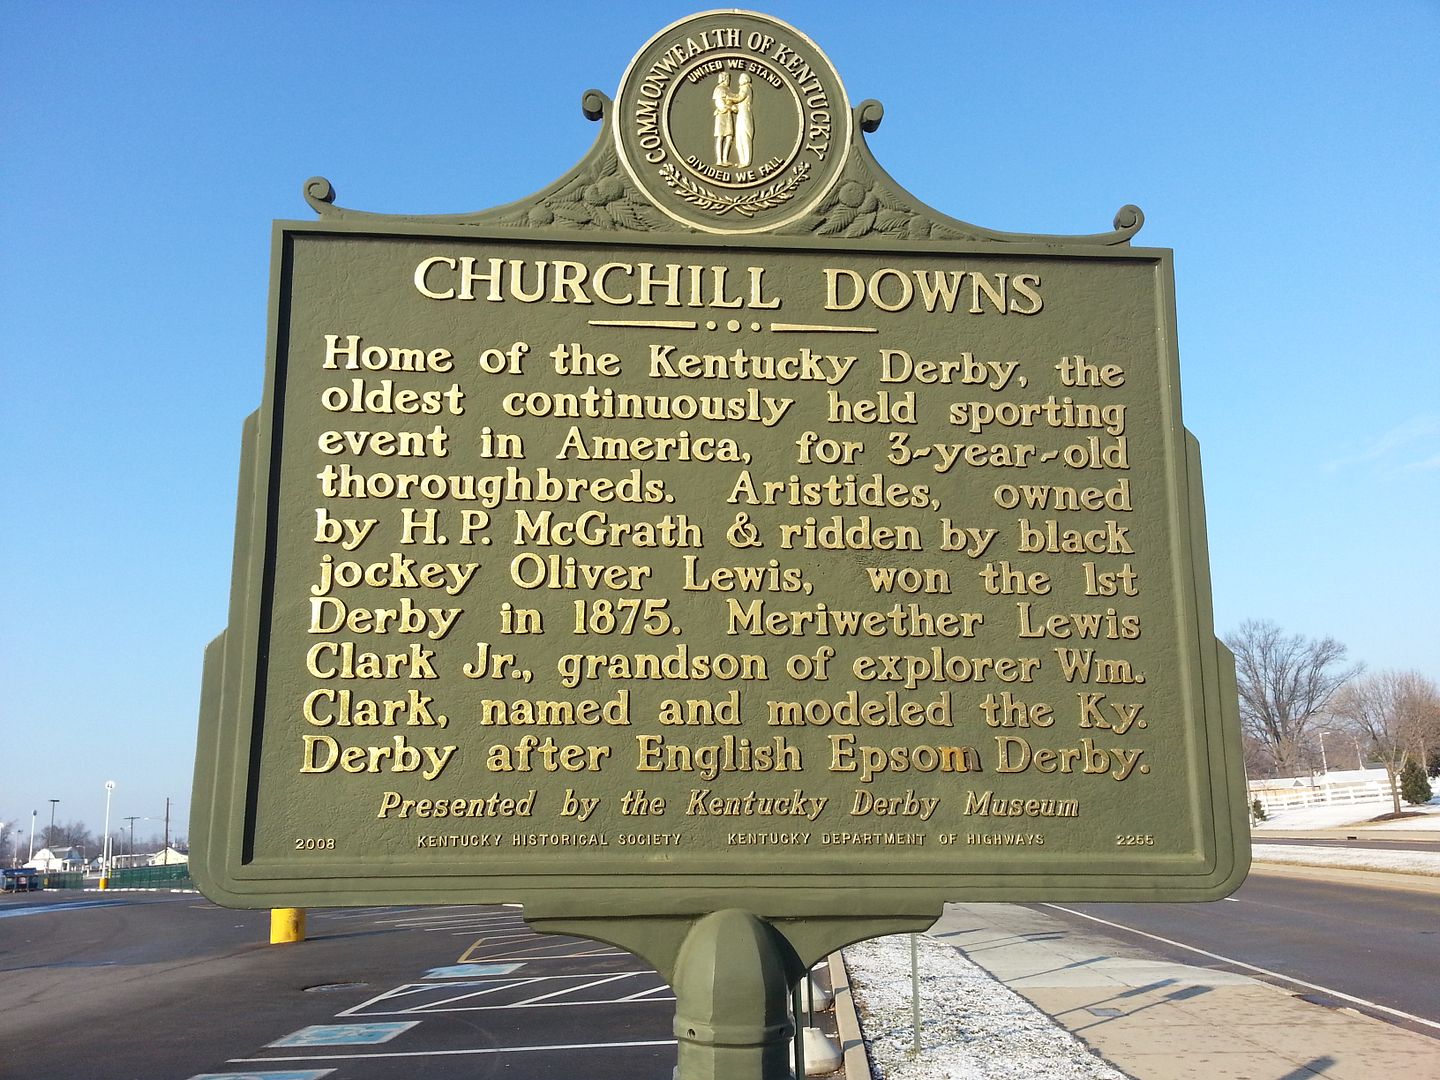 COMMONWEALTH OF KENTUCKY
UNITED WE STAND
DIVIDED WE FALL
CHURCHILL DOWNS
Home of the Kentucky Derby, the
oldest continuously held sporting
event in America, for 3-year-old
thoroughbreds. Aristides, owned
by H. P. McGrath & ridden by black
jockey Oliver Lewis, won the 1st
Derby in 1875. Meriwether Lewis
Clark Jr., grandson of explorer Wm.
Clark, named and modeled the Ky.
Derby after English Epsom Derby.
Presented by the Kentucky Derby Museum
2008 KENTUCKY HISTORICAL SOCIETY KENTUCKY DEPARTMENT OF HIGHWAYS 2255